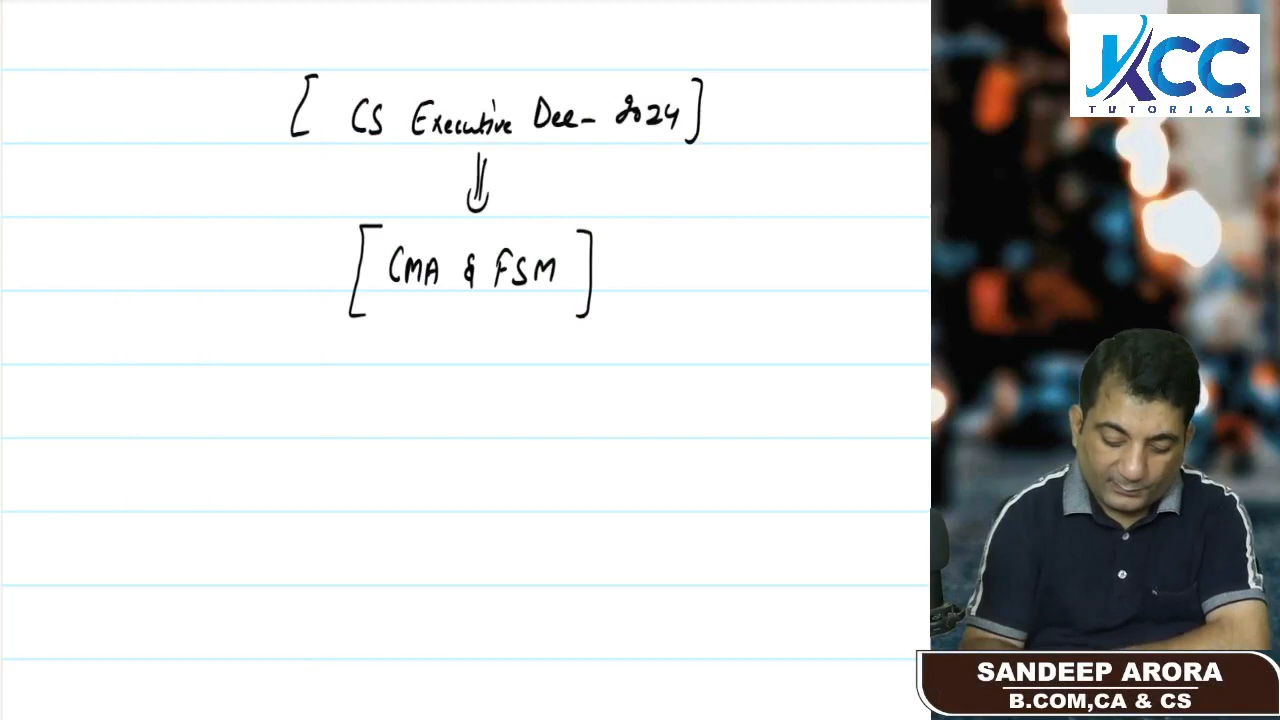 [ CS Executive Dec- 2024 ]
[ CMA & FSM ]
KCC
TUTORIALS
SANDEEP ARORA
B.COM,CA & CS